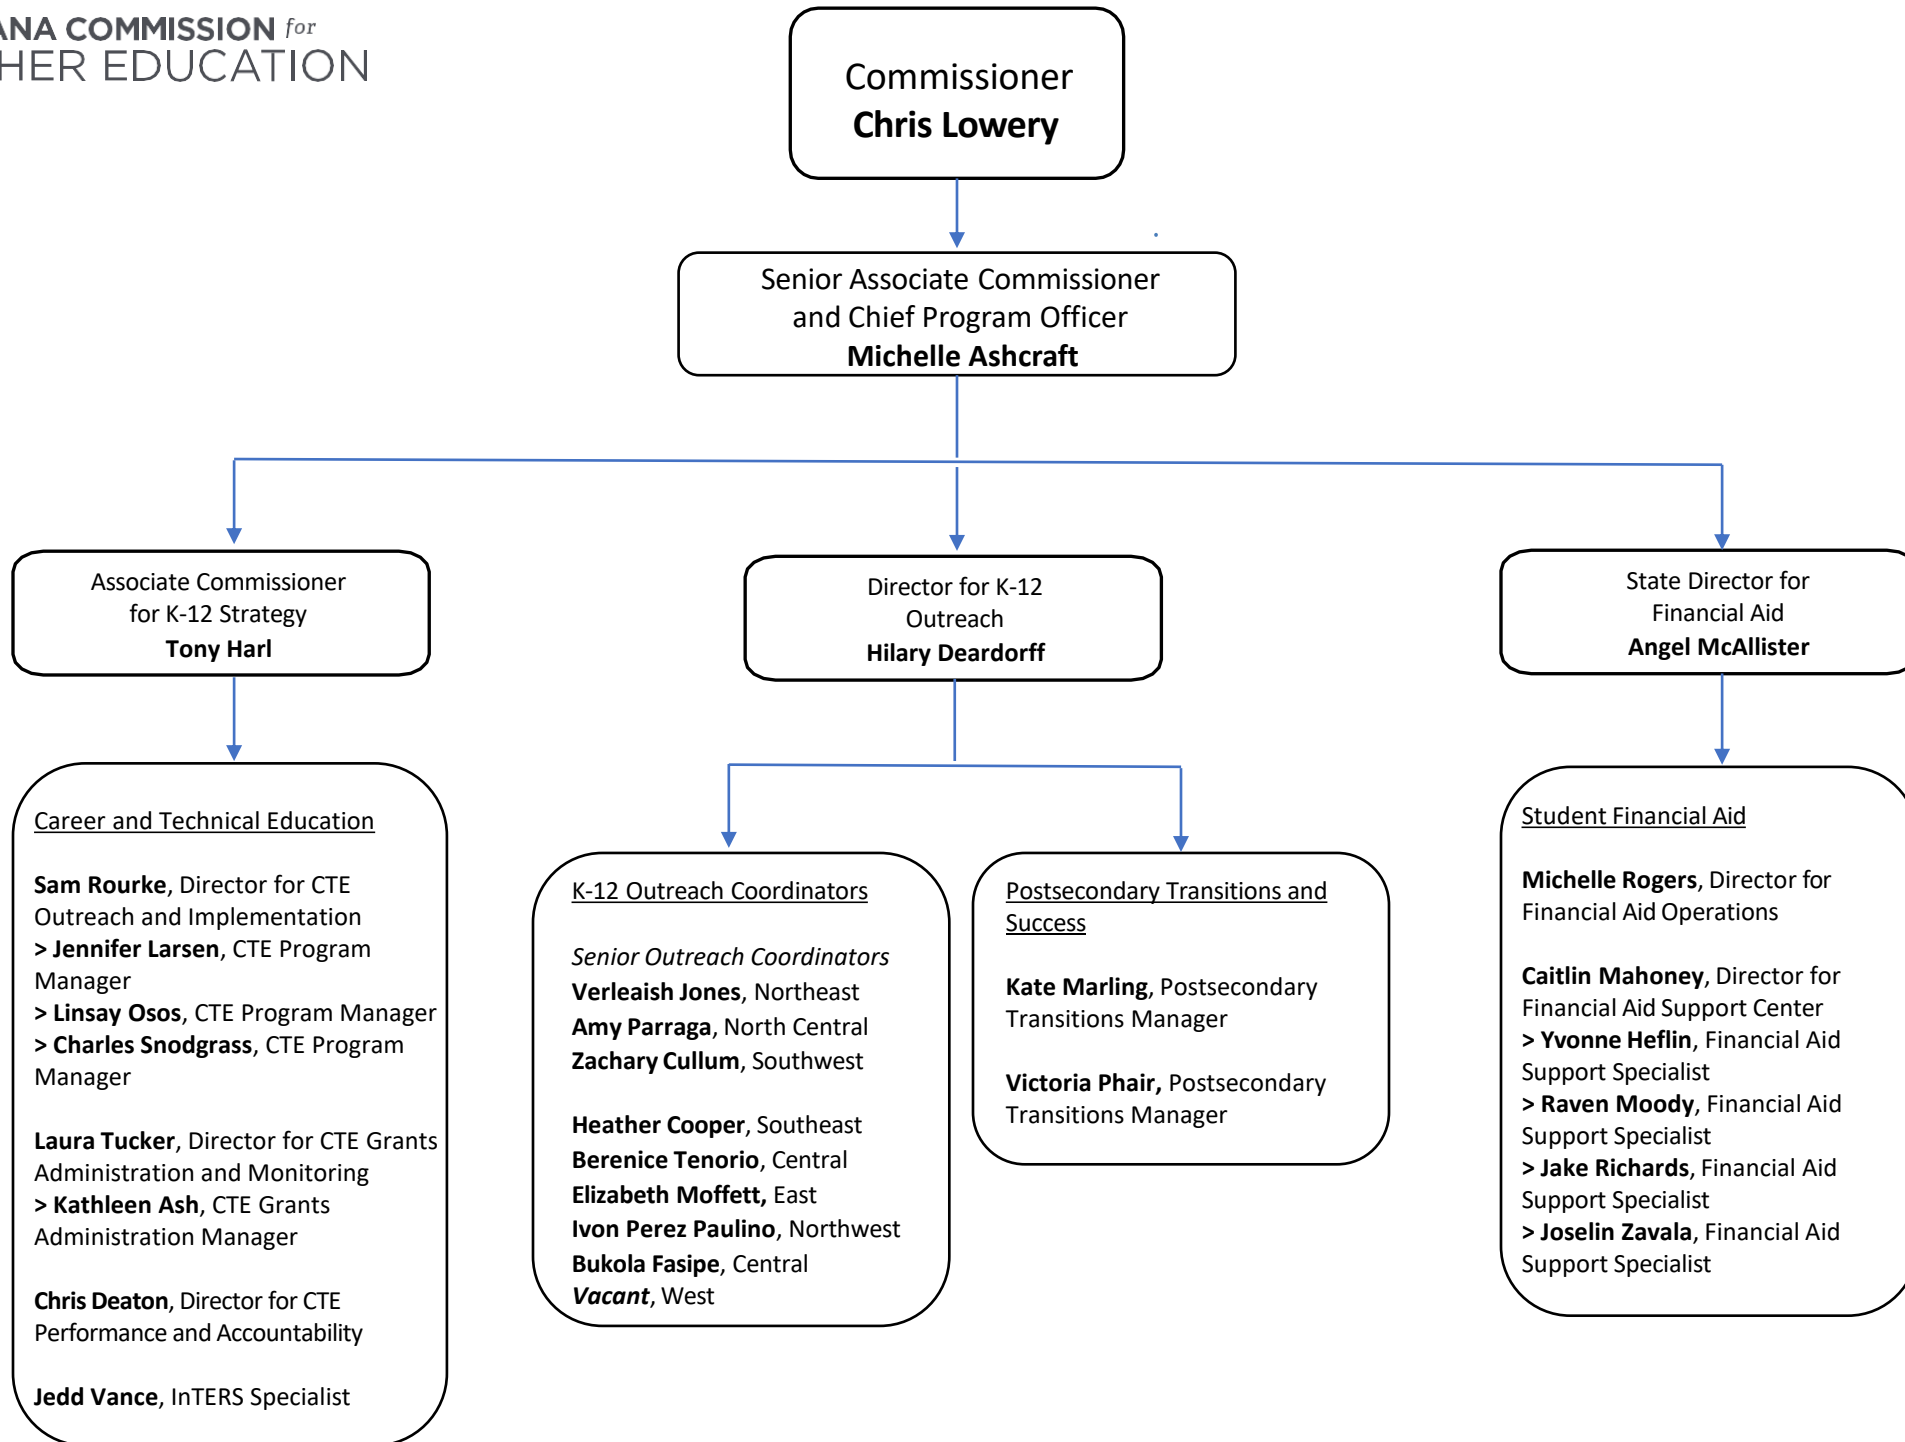 ANA COMMISSION for
HER EDUCATION
Commissioner
Chris Lowery
Senior Associate Commissioner
and Chief Program Officer
Michelle Ashcraft
Associate Commissioner
for K-12 Strategy
Tony Harl
Director for K-12
Outreach
Hilary Deardorff
State Director for
Financial Aid
Angel McAllister
Career and Technical Education
Sam Rourke, Director for CTE
Outreach and Implementation
> Jennifer Larsen, CTE Program
Manager
> Linsay Osos, CTE Program Manager
> Charles Snodgrass, CTE Program
Manager
Laura Tucker, Director for CTE Grants
Administration and Monitoring
> Kathleen Ash, CTE Grants
Administration Manager
Chris Deaton, Director for CTE
Performance and Accountability
Jedd Vance, InTERS Specialist
K-12 Outreach Coordinators
Senior Outreach Coordinators
Verleaish Jones, Northeast
Amy Parraga, North Central
Zachary Cullum, Southwest
Heather Cooper, Southeast
Berenice Tenorio, Central
Elizabeth Moffett, East
Ivon Perez Paulino, Northwest
Bukola Fasipe, Central
Vacant, West
Postsecondary Transitions and
Success
Kate Marling, Postsecondary
Transitions Manager
Victoria Phair, Postsecondary
Transitions Manager
Student Financial Aid
Michelle Rogers, Director for
Financial Aid Operations
Caitlin Mahoney, Director for
Financial Aid Support Center
> Yvonne Heflin, Financial Aid
Support Specialist
> Raven Moody, Financial Aid
Support Specialist
> Jake Richards, Financial Aid
Support Specialist
> Joselin Zavala, Financial Aid
Support Specialist